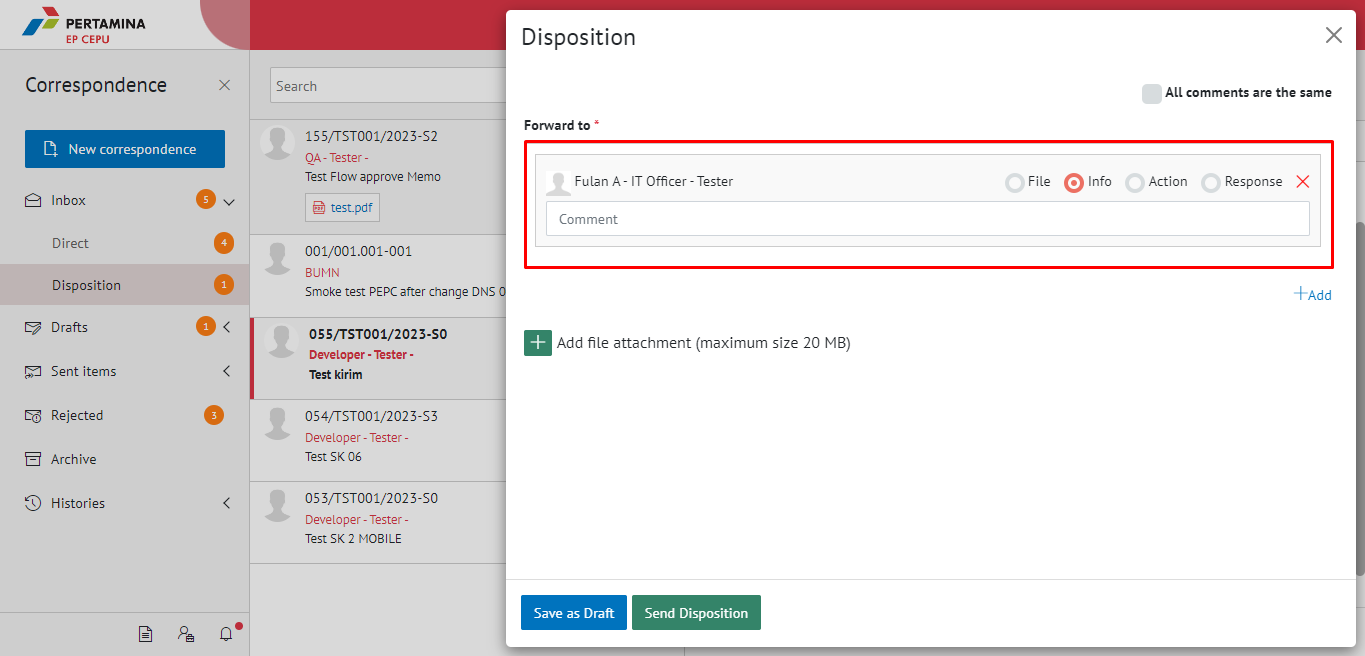 PERTAMINA
EP CEPU
Correspondence
New correspondence
Inbox 5
Direct 4
Disposition 1
Drafts 1
Sent items
Rejected 3
Archive
Histories
Search
155/TST001/2023-S2
QA - Tester -
Test Flow approve Memo
PDF test.pdf
001/001.001-001
BUMN
Smoke test PEPC after change DNS 0
055/TST001/2023-S0
Developer - Tester -
Test kirim
054/TST001/2023-S3
Developer - Tester -
Test SK 06
053/TST001/2023-S0
Developer - Tester -
Test SK 2 MOBILE
Disposition
All comments are the same
Forward to *
Fulan A - IT Officer - Tester File Info Action Response
Comment
+Add
Add file attachment (maximum size 20 MB)
Save as Draft Send Disposition